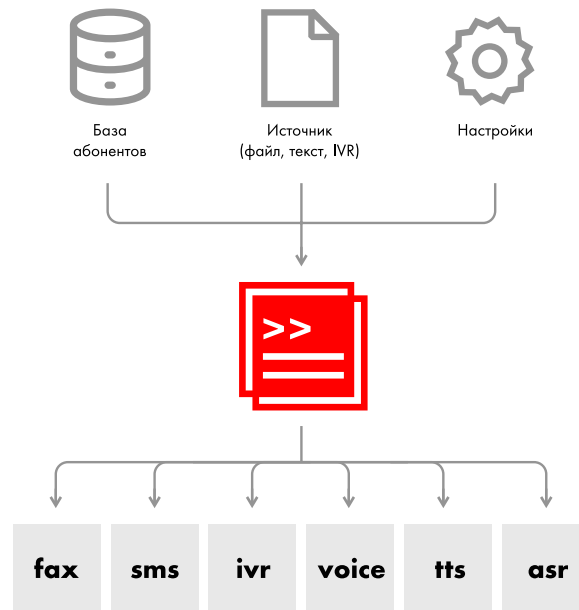 База
абонентов
Источник
(файл, текст, IVR)
Настройки
>>
fax
sms
ivr
voice
tts
asr